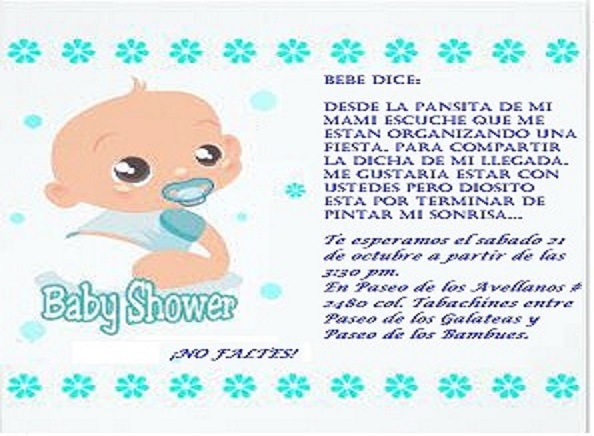 BEBE DICE:
DESDE LA PANSITA DE MI
MAMI ESCUCHE QUE ME
ESTAN ORGANIZANDO UNA
FIESTA. PARA COMPARTIR
LA DICHA DE MI LLEGADA.
ME GUSTARIA ESTAR CON
USTEDES PERO DIOSITO
ESTA POR TERMINAR DE
PINTAR MI SONRISA...
Te esperamos el sabado 21
de octubre a partir de las
3:30 pm.
En Paseo de los Avellanos #
2480 col. Tabachines entre
Paseo de los Galateas y
Paseo de los Bambues.
Baby Shower
¡NO FALTES!